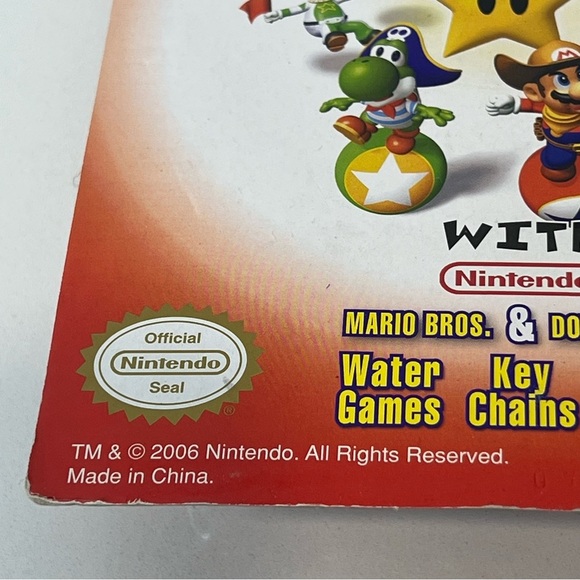 M
WITH
Nintendo
MARIO BROS. & DO
Water Key
Games Chains
Official
Nintendo
Seal
®
TM & © 2006 Nintendo. All Rights Reserved.
Made in China.